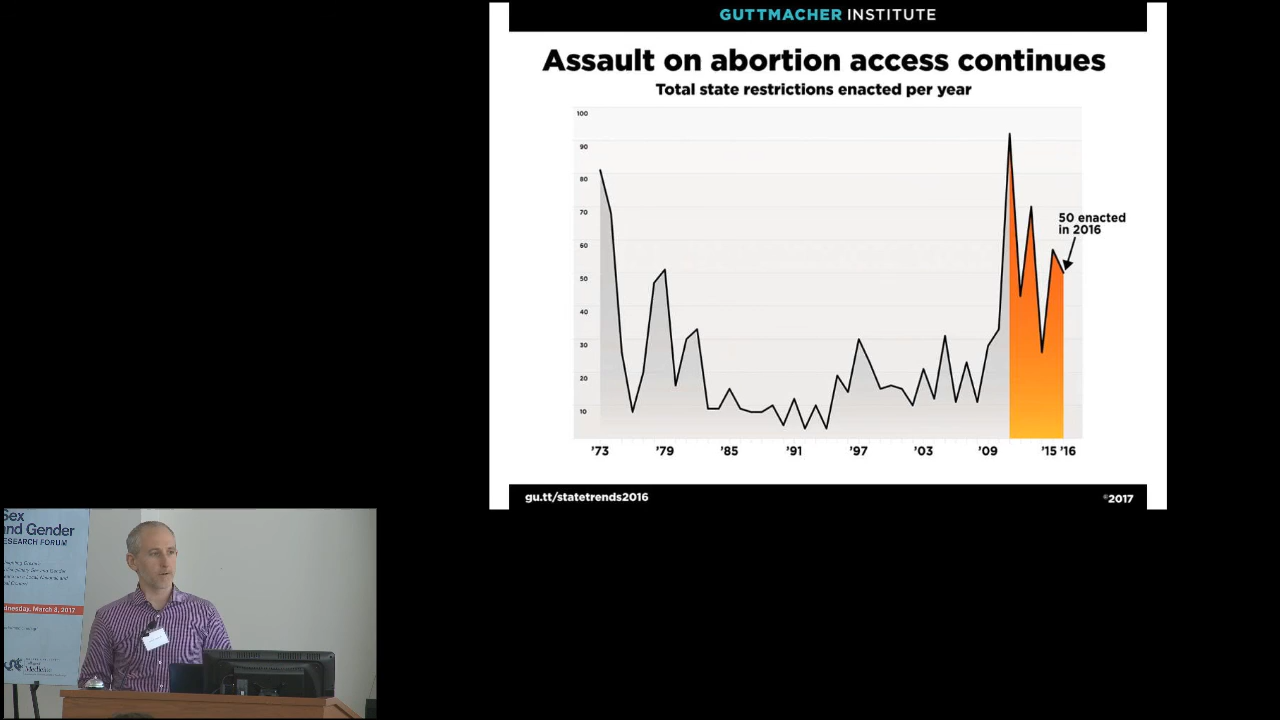 GUTTMACHER INSTITUTE
Assault on abortion access continues
Total state restrictions enacted per year
100
90
80
70
60
50
40
30
20
10
50 enacted
in 2016
'73 '79 '85 '91 '97 '03 '09 '15 '16
gu.tt/statetrends2016
©2017
Sex
and Gender
RESEARCH FORUM
Wednesday, March 8, 2017
Medicine